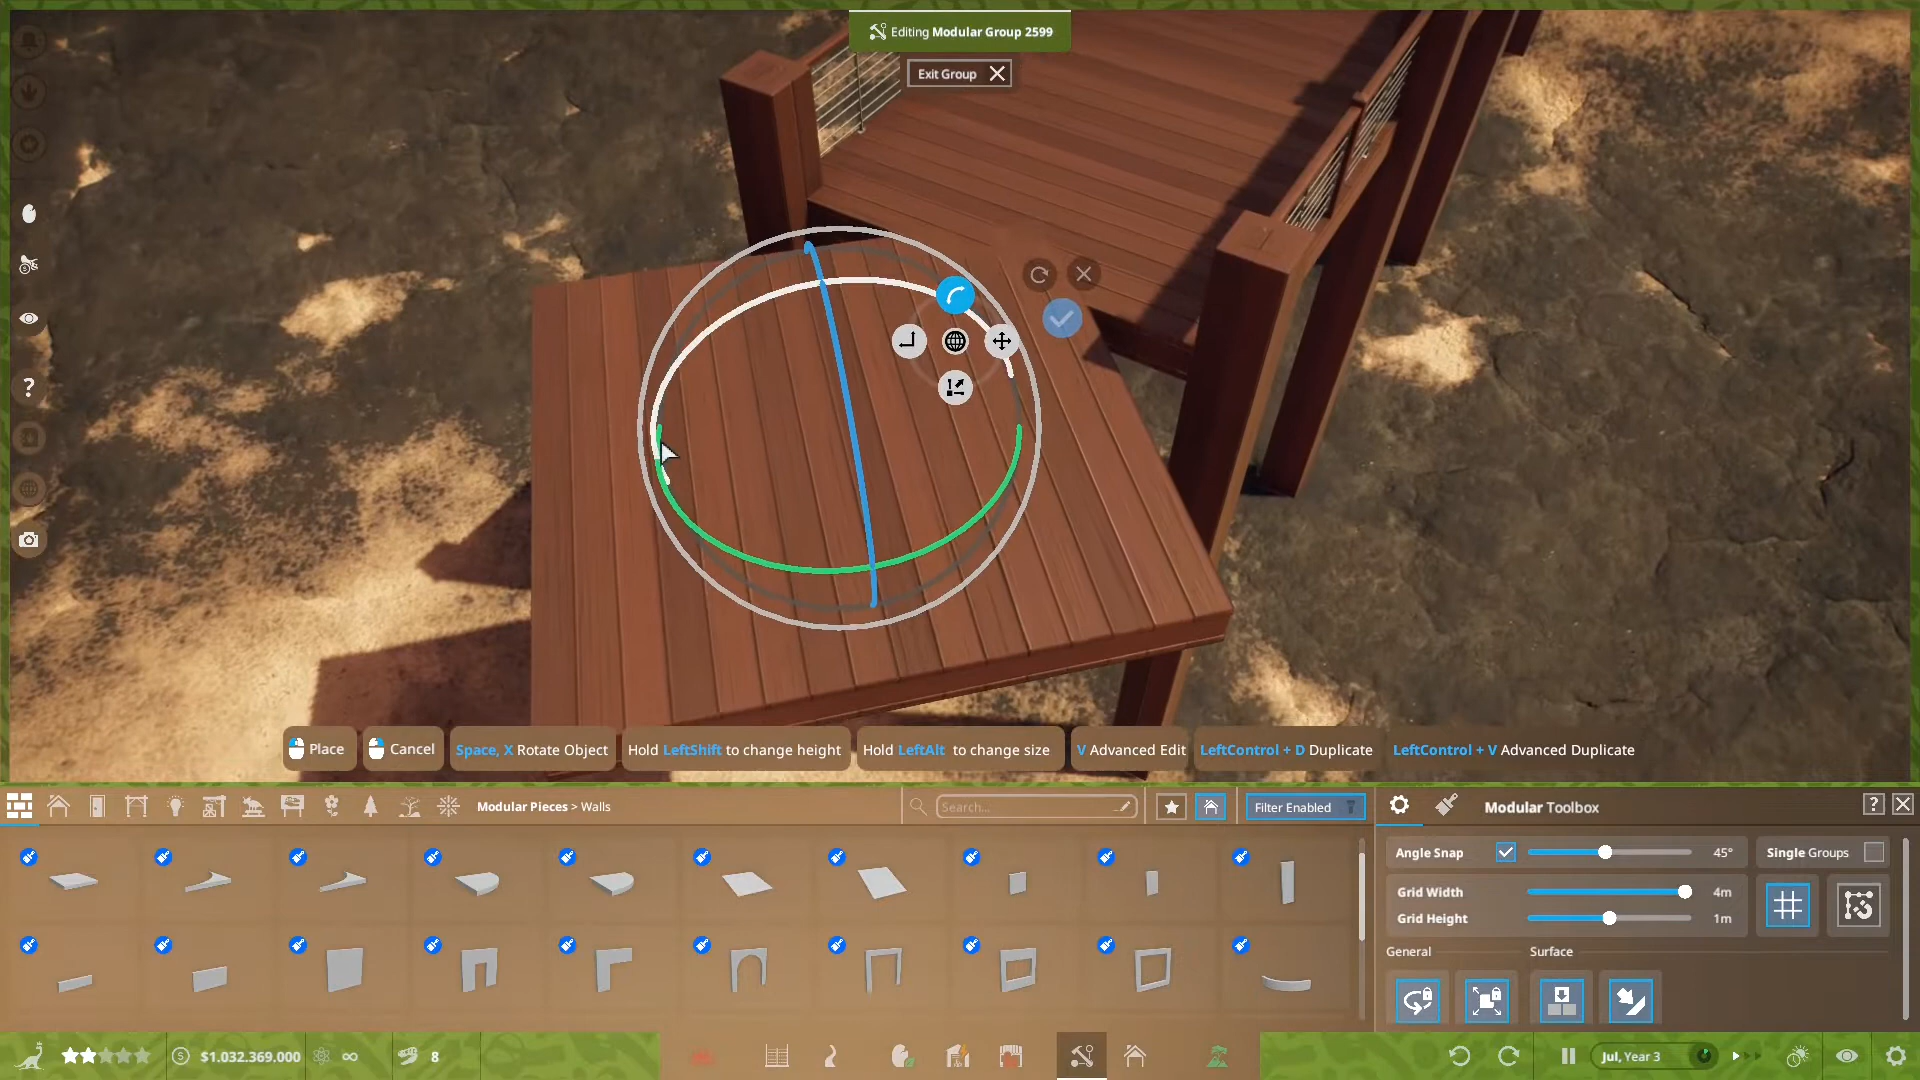 Editing Modular Group 2599
Exit Group
?
Place
Cancel
Space, X Rotate Object
Hold LeftShift to change height
Hold LeftAlt to change size
V Advanced Edit
LeftControl + D Duplicate
LeftControl + V Advanced Duplicate
Modular Pieces > Walls
Search...
Filter Enabled
Modular Toolbox
?
Angle Snap
45°
Single Groups
Grid Width
4m
Grid Height
1m
General
Surface
$1.032.369.000
∞
8
Jul, Year 3